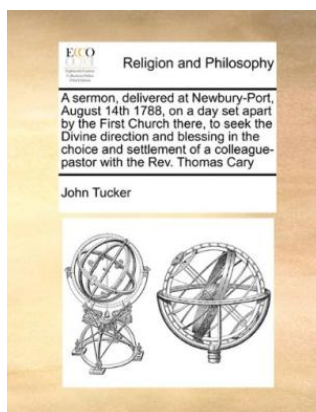 ECCO
Religion and Philosophy
A sermon, delivered at Newbury-Port,
August 14th 1788, on a day set apart
by the First Church there, to seek the
Divine direction and blessing in the
choice and settlement of a colleague-
pastor with the Rev. Thomas Cary
John Tucker